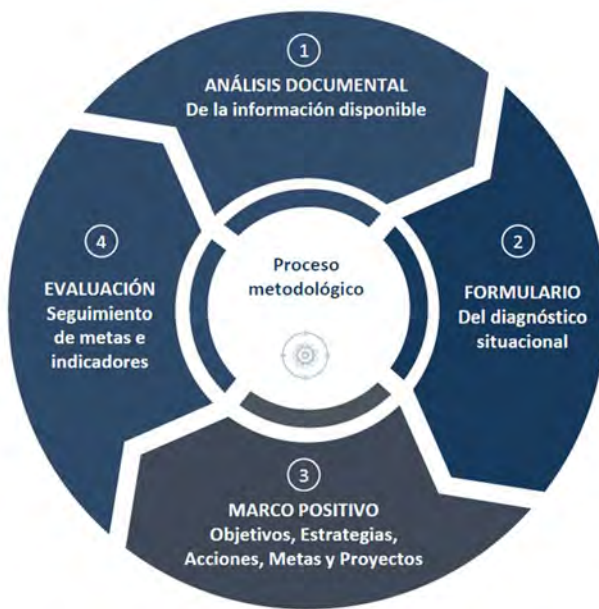 1
ANÁLISIS DOCUMENTAL
De la información disponible
2
FORMULARIO
Del diagnóstico
situacional
3
MARCO POSITIVO
Objetivos, Estrategias,
Acciones, Metas y Proyectos
4
EVALUACIÓN
Seguimiento
de metas e
indicadores
Proceso
metodológico